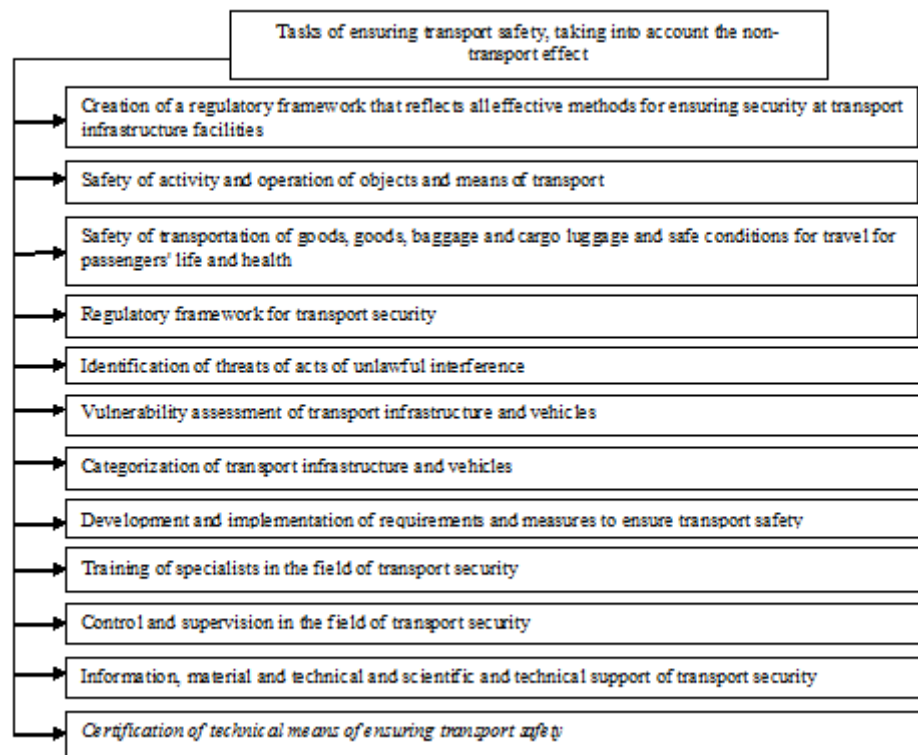 Tasks of ensuring transport safety, taking into account the non-
transport effect
Creation of a regulatory framework that reflects all effective methods for ensuring security at transport
infrastructure facilities
Safety of activity and operation of objects and means of transport
Safety of transportation of goods, goods, baggage and cargo luggage and safe conditions for travel for
passengers' life and health
Regulatory framework for transport security
Identification of threats of acts of unlawful interference
Vulnerability assessment of transport infrastructure and vehicles
Categorization of transport infrastructure and vehicles
Development and implementation of requirements and measures to ensure transport safety
Training of specialists in the field of transport security
Control and supervision in the field of transport security
Information, material and technical and scientific and technical support of transport security
Certification of technical means of ensuring transport safety